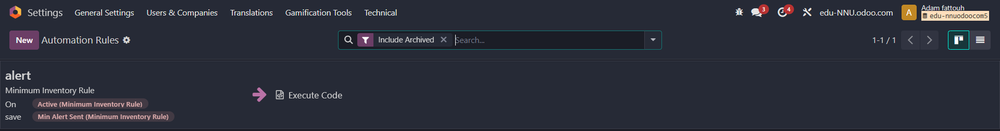 Settings General Settings Users & Companies Translations Gamification Tools Technical 3 4 edu-NNU.odoo.com A Adam fattouh
edu-nnuodoocom5
New Automation Rules Include Archived Search... 1-1 / 1
alert
Minimum Inventory Rule
Execute Code
On Active (Minimum Inventory Rule)
save Min Alert Sent (Minimum Inventory Rule)